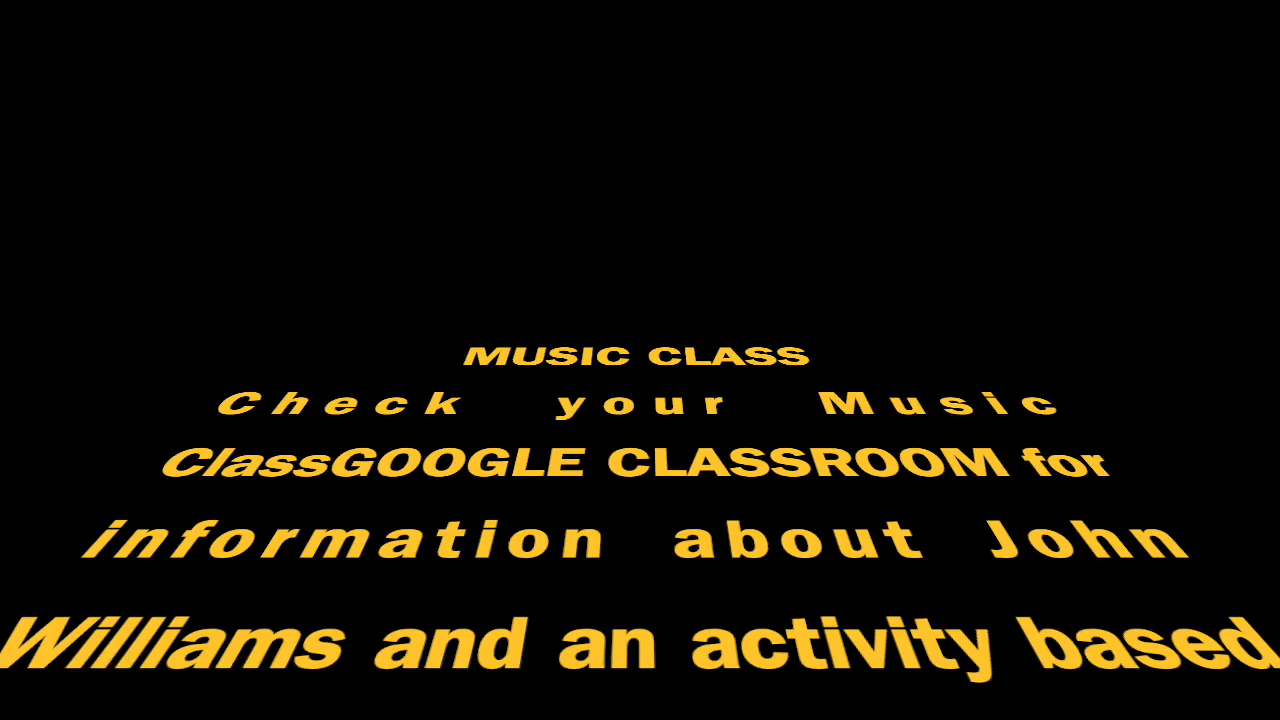 MUSIC CLASS
Check your Music
ClassGOOGLE CLASSROOM for
information about John
Williams and an activity based